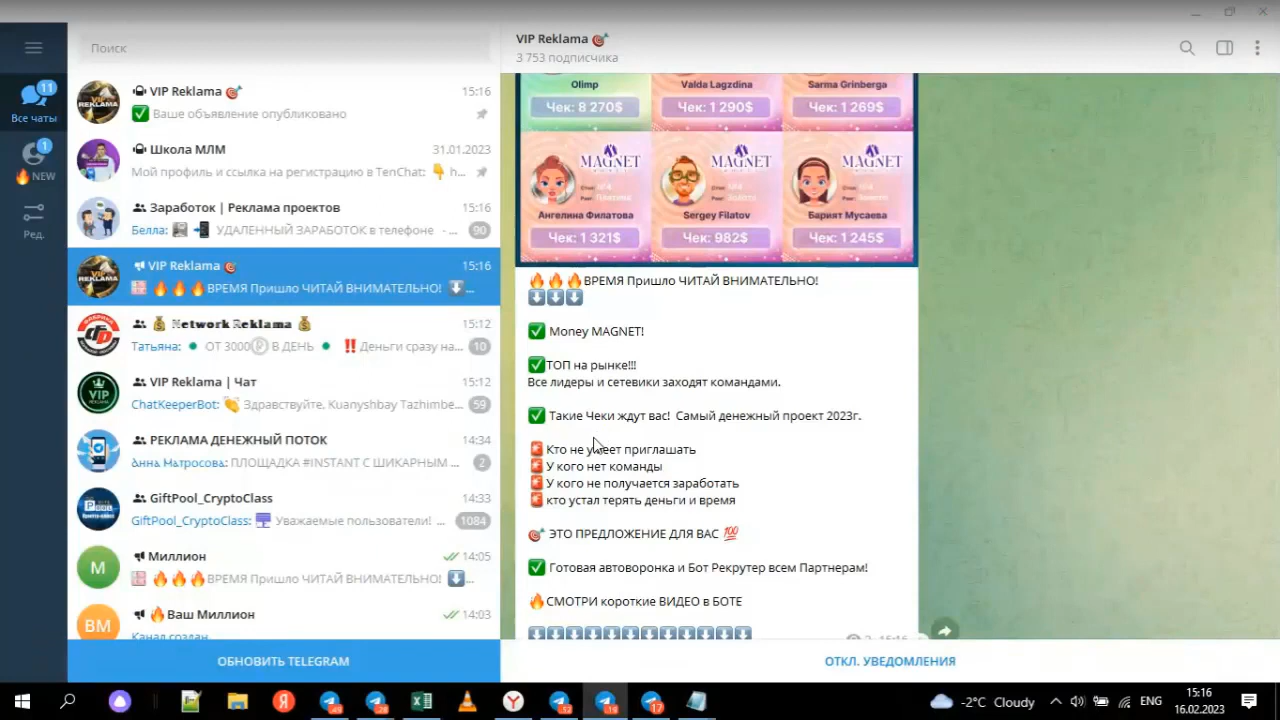 Поиск
11
Все чаты
1
🔥NEW
Ред.
VIP Reklama 🎯 15:16
✅ Ваше объявление опубликовано
Школа МЛМ 31.01.2023
Мой профиль и ссылка на регистрацию в TenChat: 👇 h...
Заработок | Реклама проектов 15:16
Белла: УДАЛЕННЫЙ ЗАРАБОТОК в телефоне - ... 90
VIP Reklama 🎯 15:16
🔥🔥🔥ВРЕМЯ Пришло ЧИТАЙ ВНИМАТЕЛЬНО! ⬇️...
💰 Network Reklama 💰 15:12
Татьяна: ОТ 3000₽ В ДЕНЬ ‼️Деньги сразу на... 10
VIP Reklama | Чат 15:12
ChatKeeperBot: 👏 Здравствуйте, Kuanyshbay Tazhimbe... 59
РЕКЛАМА ДЕНЕЖНЫЙ ПОТОК 14:34
Анна Матросова: ПЛОЩАДКА #INSTANT С ШИКАРНЫМ ... 2
GiftPool_CryptoClass 14:33
GiftPool_CryptoClass: Уважаемые пользователи! ... 1084
М
Миллион 14:05
🔥🔥🔥ВРЕМЯ Пришло ЧИТАЙ ВНИМАТЕЛЬНО! ⬇️...
ВМ
🔥Ваш Миллион 14:03
Канал создан
ОБНОВИТЬ TELEGRAM
VIP Reklama 🎯
3 753 подписчика
Olimp Valda Lagzdina Sarma Grinberga
Чек: 8 270$ Чек: 1 290$ Чек: 1 269$
MAGNET MAGNET MAGNET
Ангелина Филатова Sergey Filatov Барият Мусаева
Чек: 1 321$ Чек: 982$ Чек: 1 245$
🔥🔥🔥ВРЕМЯ Пришло ЧИТАЙ ВНИМАТЕЛЬНО!
⬇️⬇️⬇️
✅ Money MAGNET!
✅ТОП на рынке!!!
Все лидеры и сетевики заходят командами.
✅ Такие Чеки ждут вас! Самый денежный проект 2023г.
🚨Кто не умеет приглашать
🚨У кого нет команды
🚨У кого не получается заработать
🚨кто устал терять деньги и время
🎯 ЭТО ПРЕДЛОЖЕНИЕ ДЛЯ ВАС 💯
✅ Готовая автоворонка и Бот Рекрутер всем Партнерам!
🔥СМОТРИ короткие ВИДЕО в БОТЕ
⬇️⬇️⬇️⬇️⬇️⬇️⬇️⬇️⬇️⬇️⬇️⬇️
ОТКЛ. УВЕДОМЛЕНИЯ
-2°C Cloudy
ENG
15:16
16.02.2023